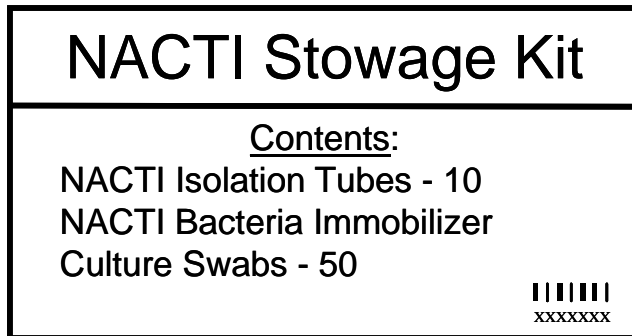 NACTI Stowage Kit
Contents:
NACTI Isolation Tubes - 10
NACTI Bacteria Immobilizer
Culture Swabs - 50
xxxxxxx